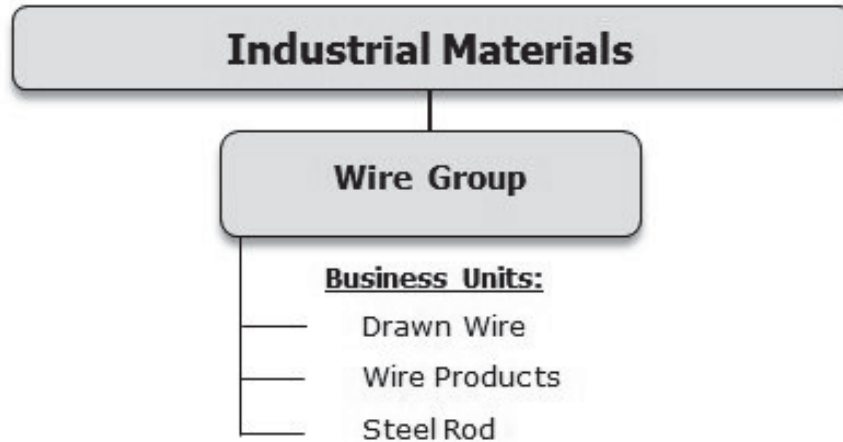 Industrial Materials
Wire Group
Business Units:
Drawn Wire
Wire Products
Steel Rod